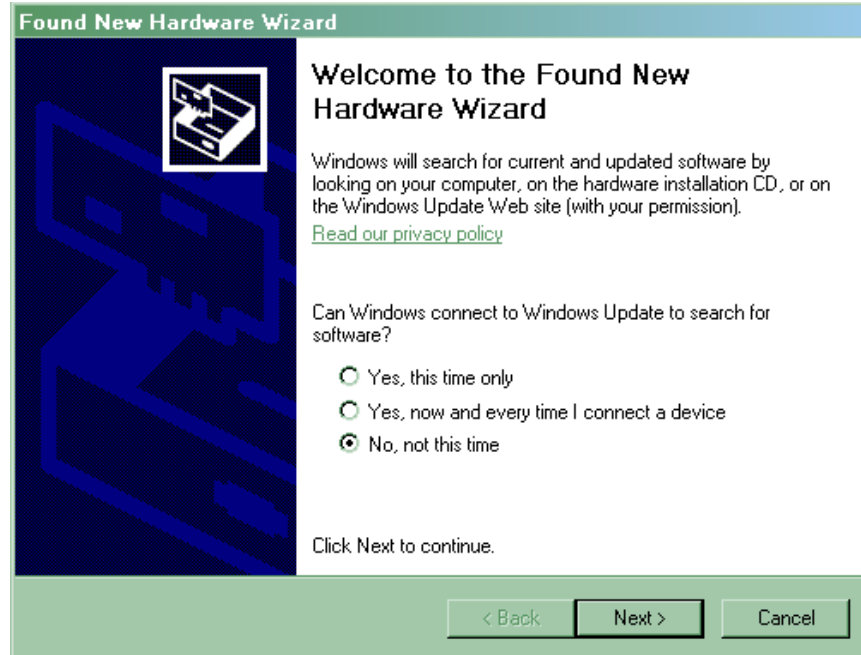 Found New Hardware Wizard
Welcome to the Found New
Hardware Wizard
Windows will search for current and updated software by
looking on your computer, on the hardware installation CD, or on
the Windows Update Web site (with your permission).
Read our privacy policy
Can Windows connect to Windows Update to search for
software?
Yes, this time only
Yes, now and every time I connect a device
No, not this time
Click Next to continue.
< Back Next > Cancel